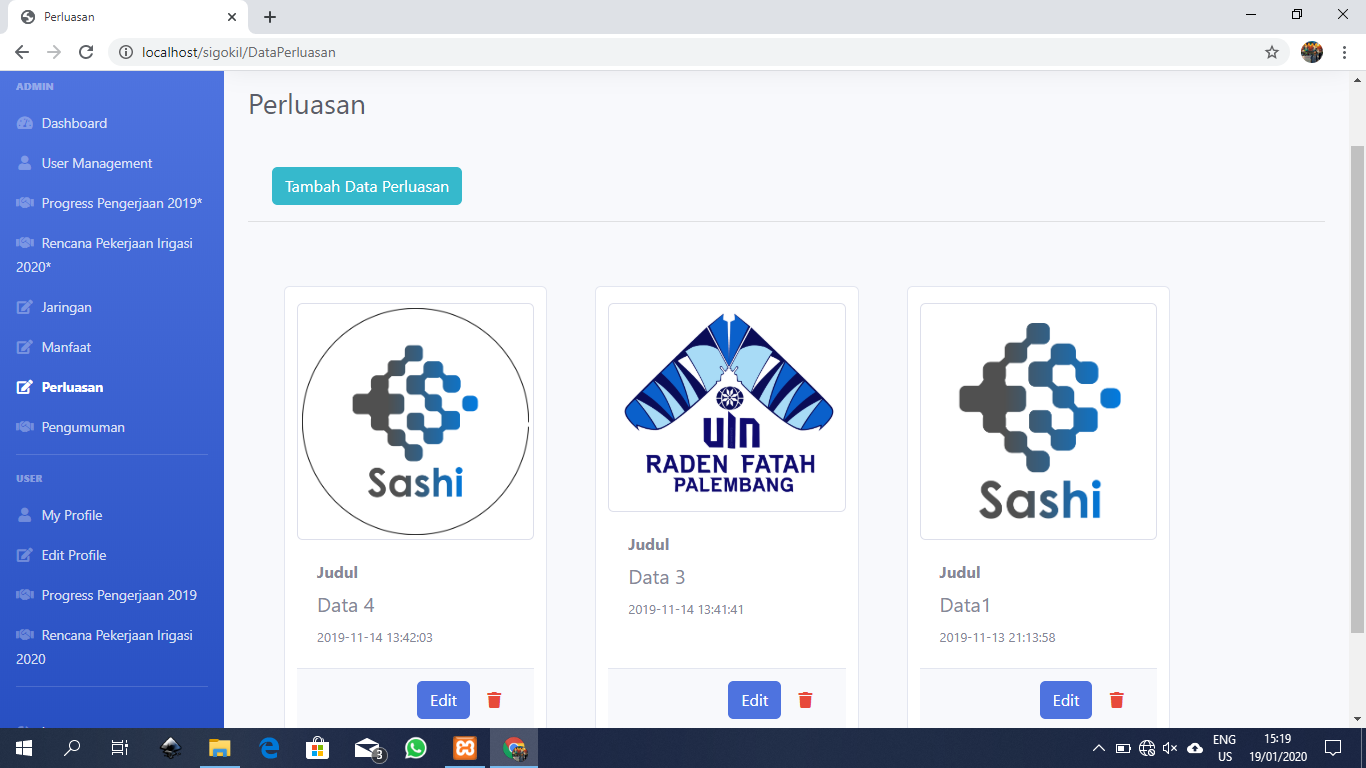 Perluasan
localhost/sigokil/DataPerluasan
ADMIN
Dashboard
User Management
Progress Pengerjaan 2019*
Rencana Pekerjaan Irigasi
2020*
Jaringan
Manfaat
Perluasan
Pengumuman
USER
My Profile
Edit Profile
Progress Pengerjaan 2019
Rencana Pekerjaan Irigasi
2020
Perluasan
Tambah Data Perluasan
Sashi
Judul
Data 4
2019-11-14 13:42:03
Edit
UIN
RADEN FATAH
PALEMBANG
Judul
Data 3
2019-11-14 13:41:41
Edit
Sashi
Judul
Data1
2019-11-13 21:13:58
Edit
3
ENG
US
15:19
19/01/2020